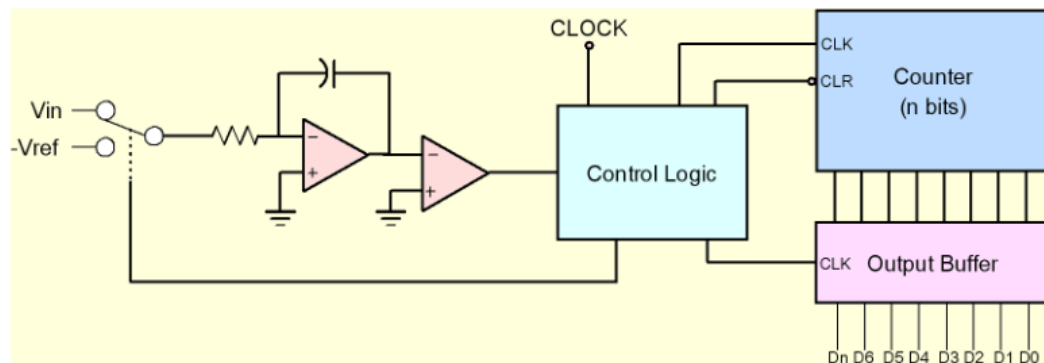 CLOCK
CLK
CLR
Counter
(n bits)
Vin
-Vref
−
+
−
+
Control Logic
CLK
Output Buffer
Dn D6 D5 D4 D3 D2 D1 D0